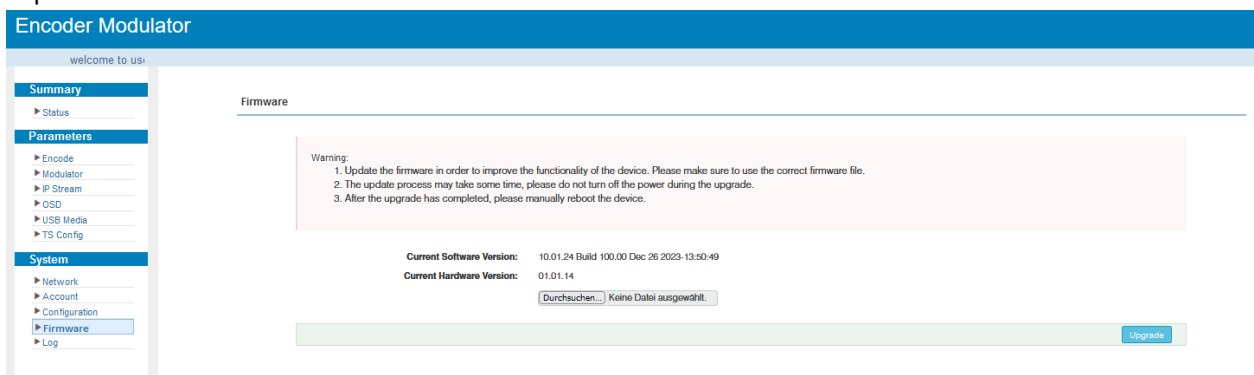 Encoder Modulator
welcome to us
Summary
Status
Parameters
Encode
Modulator
IP Stream
OSD
USB Media
TS Config
System
Network
Account
Configuration
Firmware
Log
Firmware
Warning:
1. Update the firmware in order to improve the functionality of the device. Please make sure to use the correct firmware file.
2. The update process may take some time, please do not turn off the power during the upgrade.
3. After the upgrade has completed, please manually reboot the device.
Current Software Version: 10.01.24 Build 100.00 Dec 26 2023-13:50:49
Current Hardware Version: 01.01.14
Durchsuchen... Keine Datei ausgewählt.
Upgrade